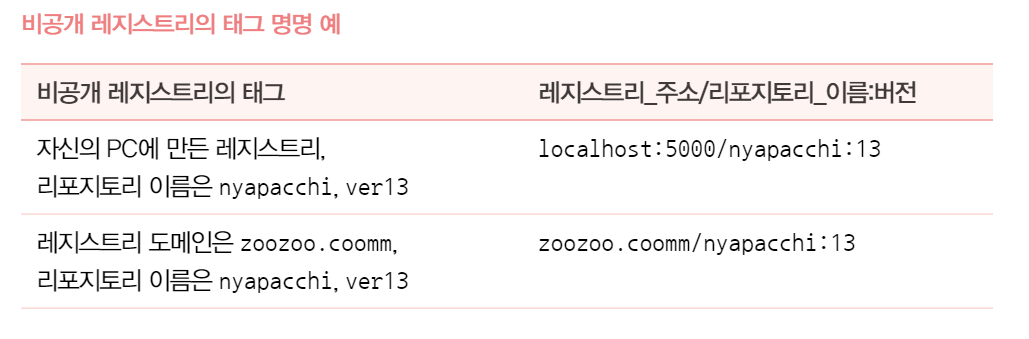 비공개 레지스트리의 태그 명명 예
비공개 레지스트리의 태그 레지스트리_주소/리포지토리_이름:버전
자신의 PC에 만든 레지스트리, localhost:5000/nyapacchi:13
리포지토리 이름은 nyapacchi, ver13
레지스트리 도메인은 zoozoo.coomm, zoozoo.coomm/nyapacchi:13
리포지토리 이름은 nyapacchi, ver13